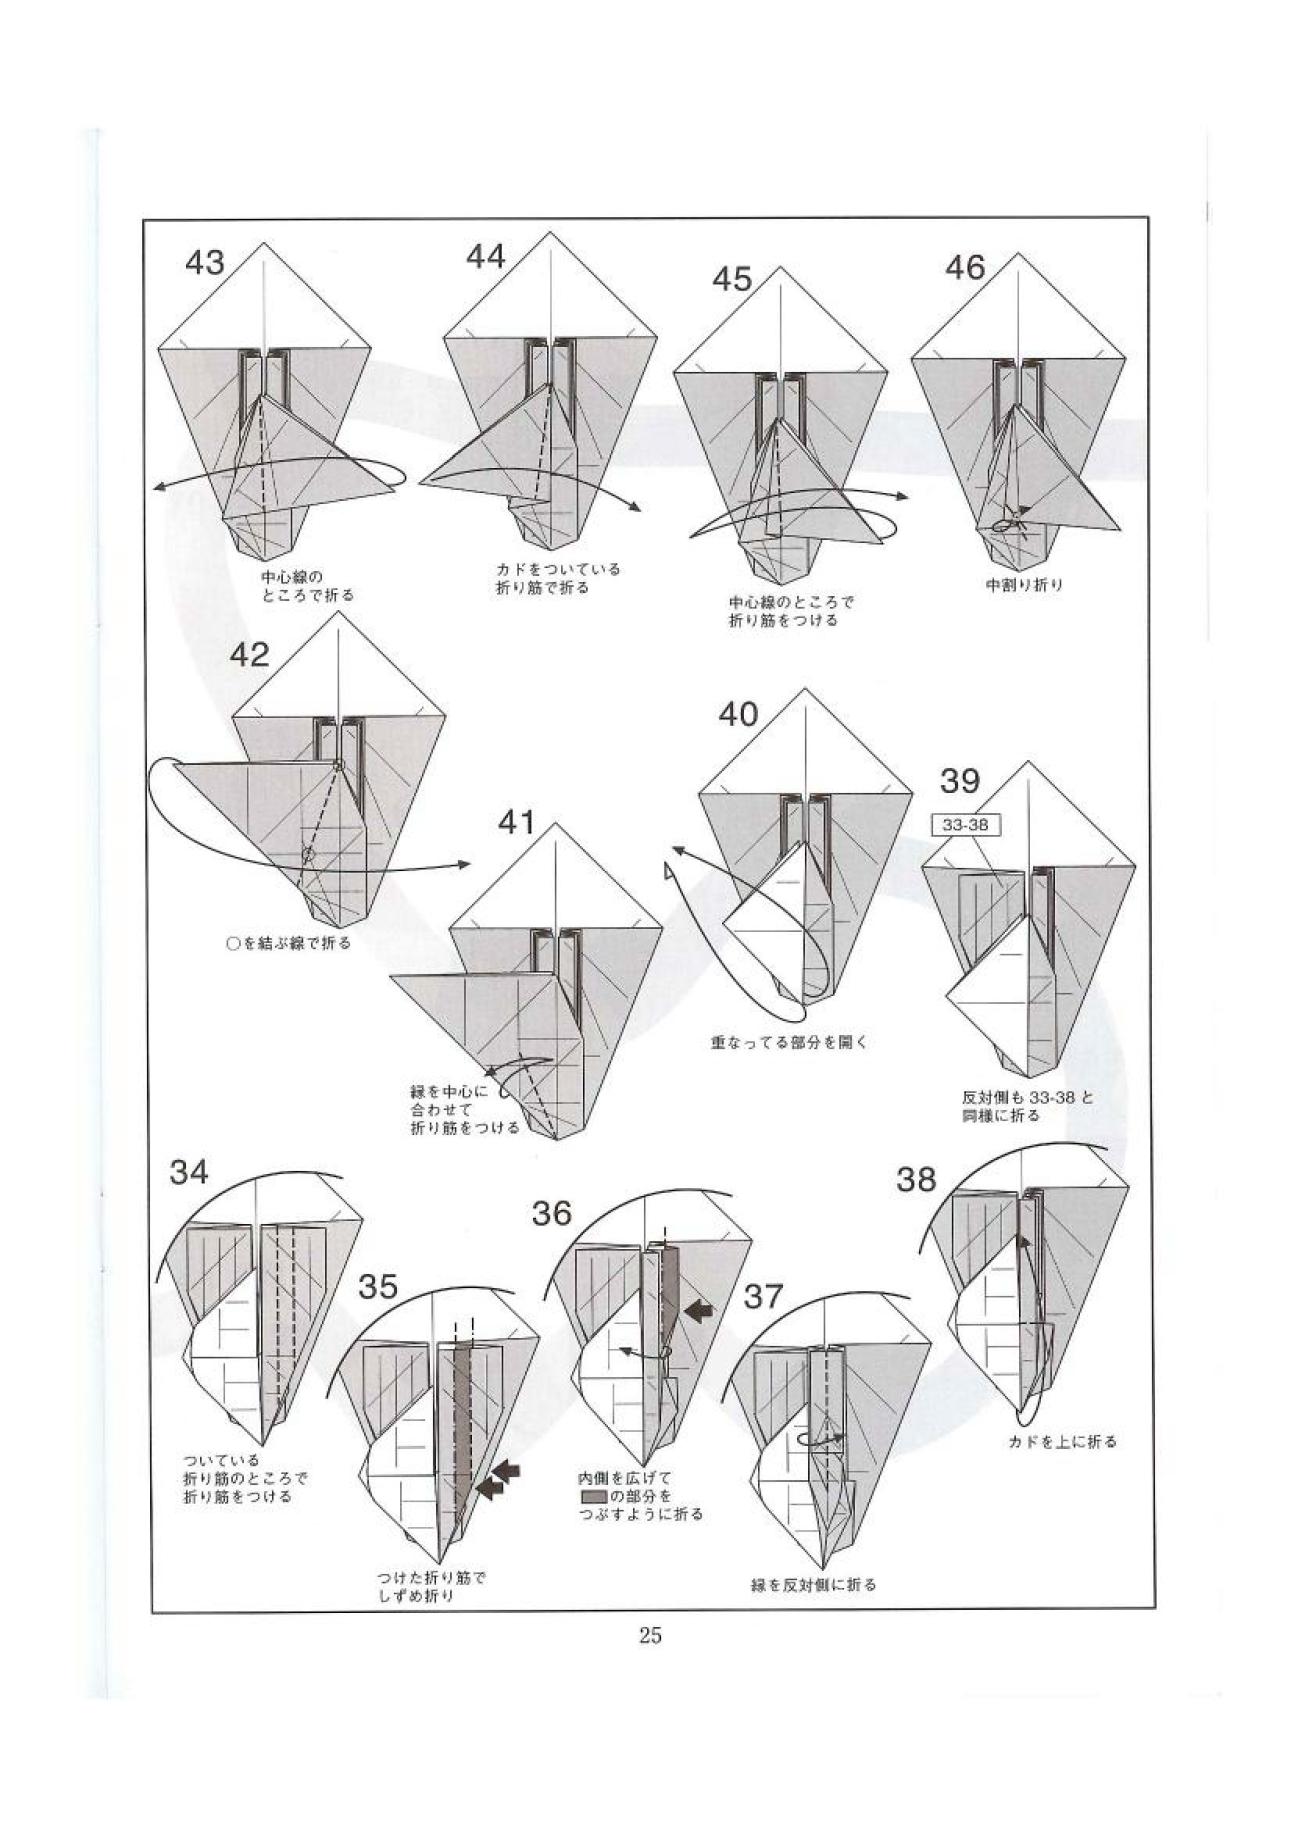 43
中心線の
ところで折る
44
カドをついている
折り筋で折る
45
中心線のところで
折り筋をつける
46
中割り折り
42
○を結ぶ線で折る
41
縁を中心に
合わせて
折り筋をつける
40
重なってる部分を開く
39
33-38
反対側も 33-38 と
同様に折る
34
ついている
折り筋のところで
折り筋をつける
35
つけた折り筋で
しずめ折り
36
内側を広げて
の部分を
つぶすように折る
37
縁を反対側に折る
38
カドを上に折る
25